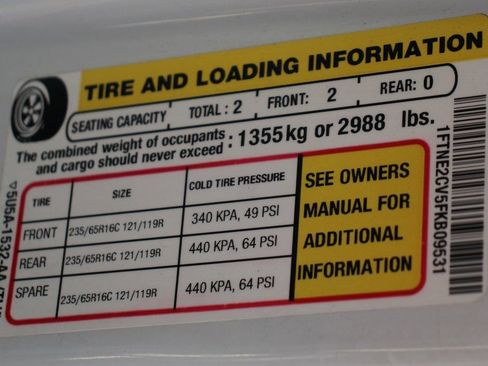 TIRE AND LOADING INFORMATION
SEATING CAPACITY TOTAL: 2 FRONT: 2 REAR: 0
The combined weight of occupants and cargo should never exceed : 1355kg or 2988 lbs.
TIRE SIZE COLD TIRE PRESSURE
FRONT 235/65R16C 121/119R 340 KPA, 49 PSI
REAR 235/65R16C 121/119R 440 KPA, 64 PSI
SPARE 235/65R16C 121/119R 440 KPA, 64 PSI
SEE OWNERS
MANUAL FOR
ADDITIONAL
INFORMATION
1FTNE2CV5FKB09531